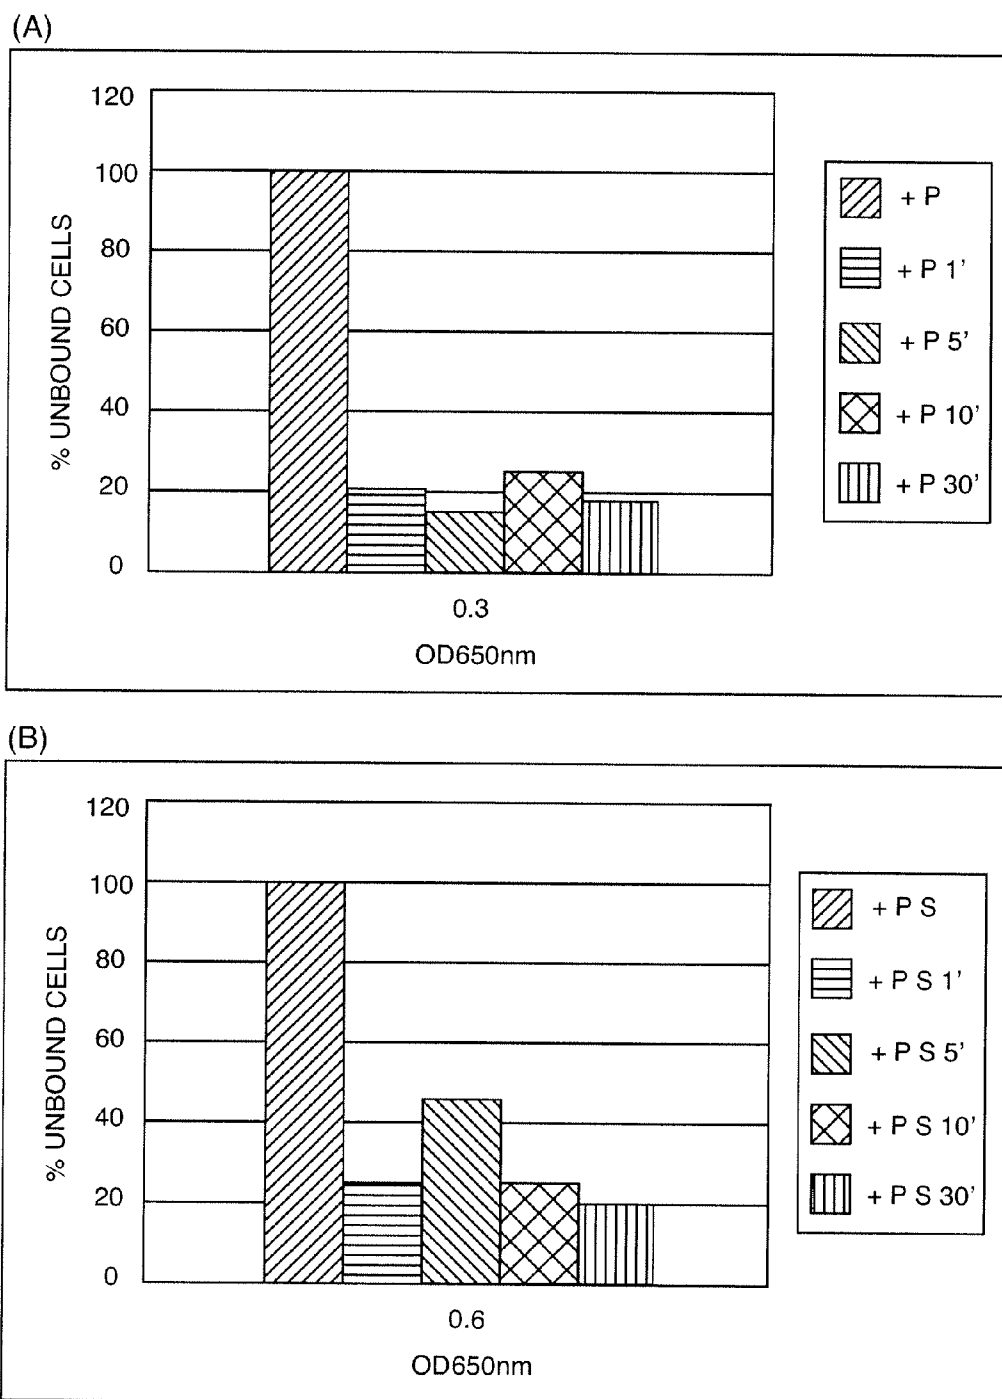 (A)
% UNBOUND CELLS
120
100
80
60
40
20
0
0.3
OD650nm
+ P
+ P 1'
+ P 5'
+ P 10'
+ P 30'
(B)
% UNBOUND CELLS
120
100
80
60
40
20
0
0.6
OD650nm
+ P S
+ P S 1'
+ P S 5'
+ P S 10'
+ P S 30'